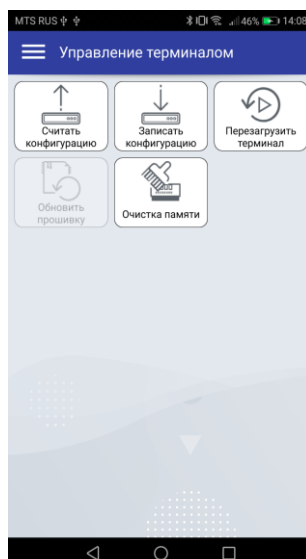 MTS RUS 46% 14:08
Управление терминалом
Считать
конфигурацию
Записать
конфигурацию
Перезагрузить
терминал
Обновить
прошивку
Очистка памяти